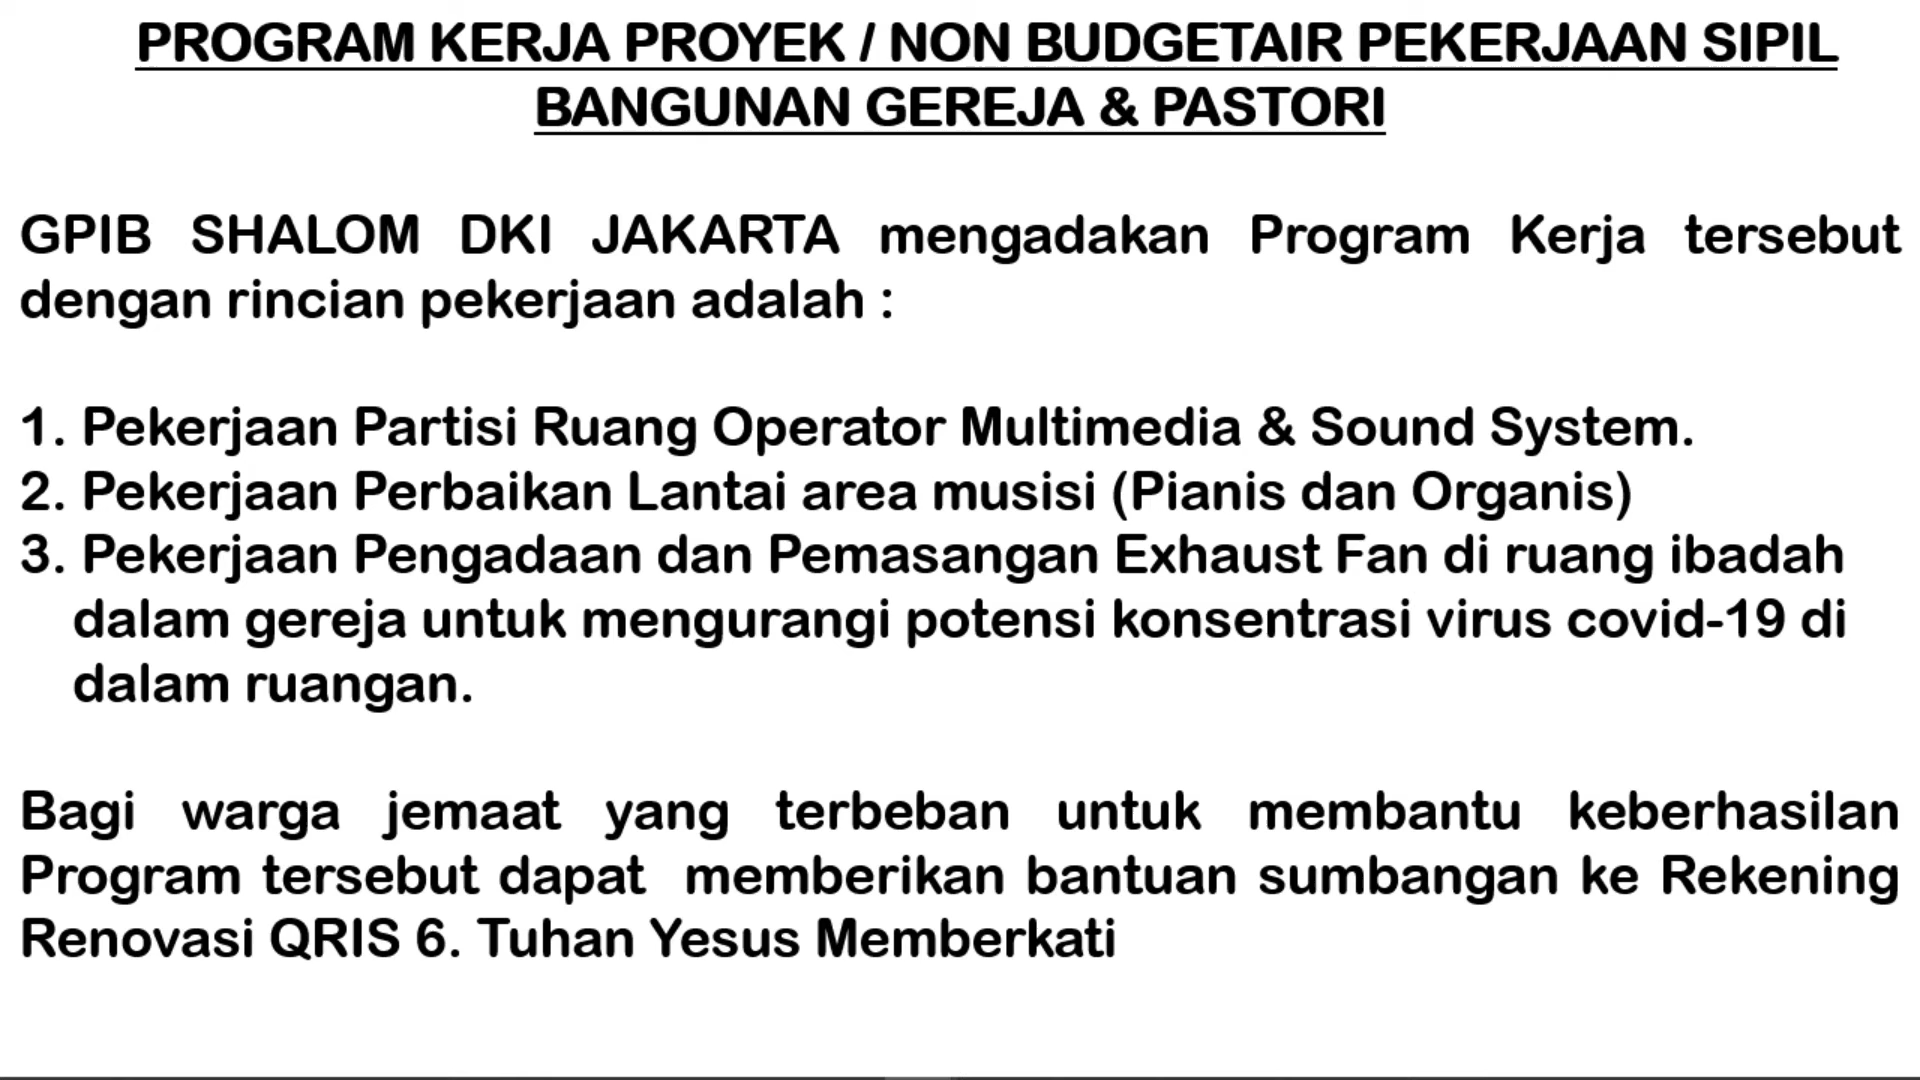 PROGRAM KERJA PROYEK / NON BUDGETAIR PEKERJAAN SIPIL
BANGUNAN GEREJA & PASTORI
GPIB SHALOM DKI JAKARTA mengadakan Program Kerja tersebut
dengan rincian pekerjaan adalah :
1. Pekerjaan Partisi Ruang Operator Multimedia & Sound System.
2. Pekerjaan Perbaikan Lantai area musisi (Pianis dan Organis)
3. Pekerjaan Pengadaan dan Pemasangan Exhaust Fan di ruang ibadah
dalam gereja untuk mengurangi potensi konsentrasi virus covid-19 di
dalam ruangan.
Bagi warga jemaat yang terbeban untuk membantu keberhasilan
Program tersebut dapat memberikan bantuan sumbangan ke Rekening
Renovasi QRIS 6. Tuhan Yesus Memberkati